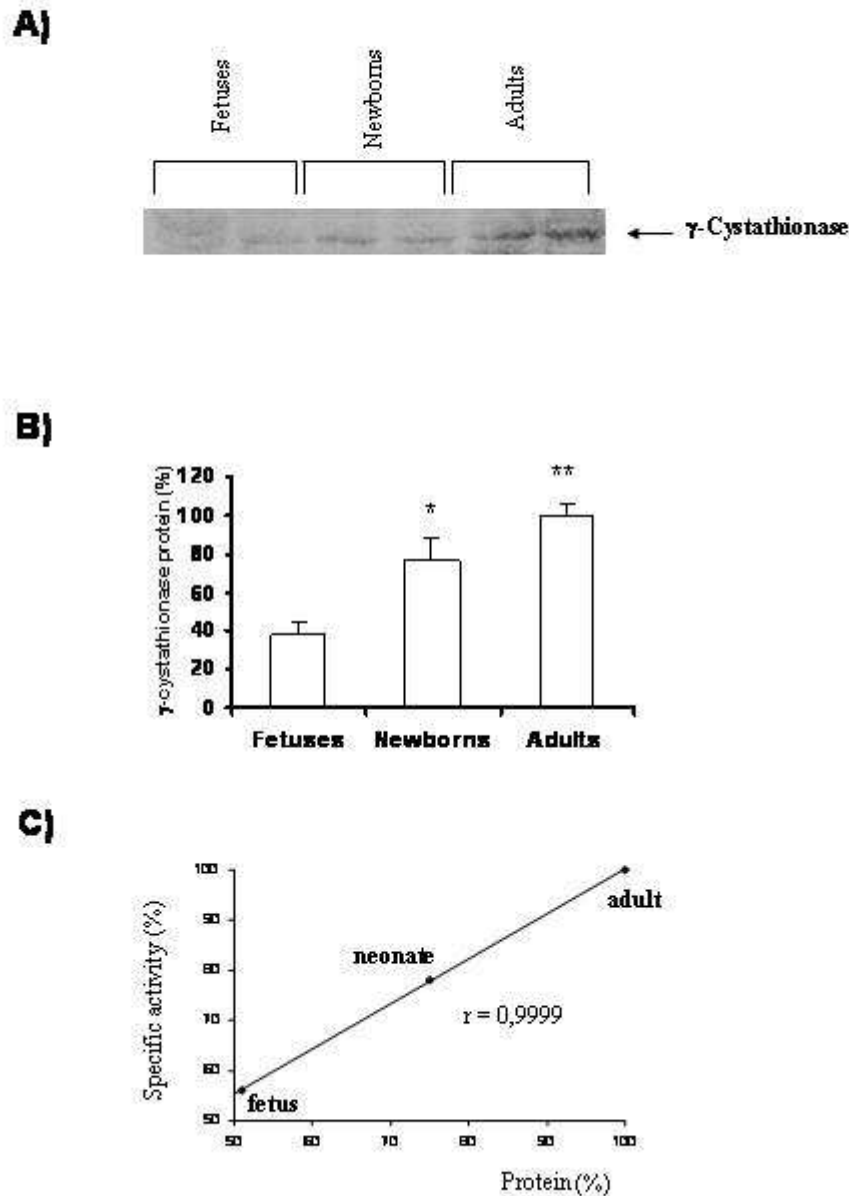 A)
Fetuses
Newborns
Adults
γ-Cystathionase
B)
γ-cystathionase protein (%)
120
100
80
60
40
20
0
*
**
Fetuses Newborns Adults
C)
Specific activity (%)
100
90
80
70
60
50
adult
neonate
r = 0,9999
fetus
50 60 70 80 90 100
Protein (%)